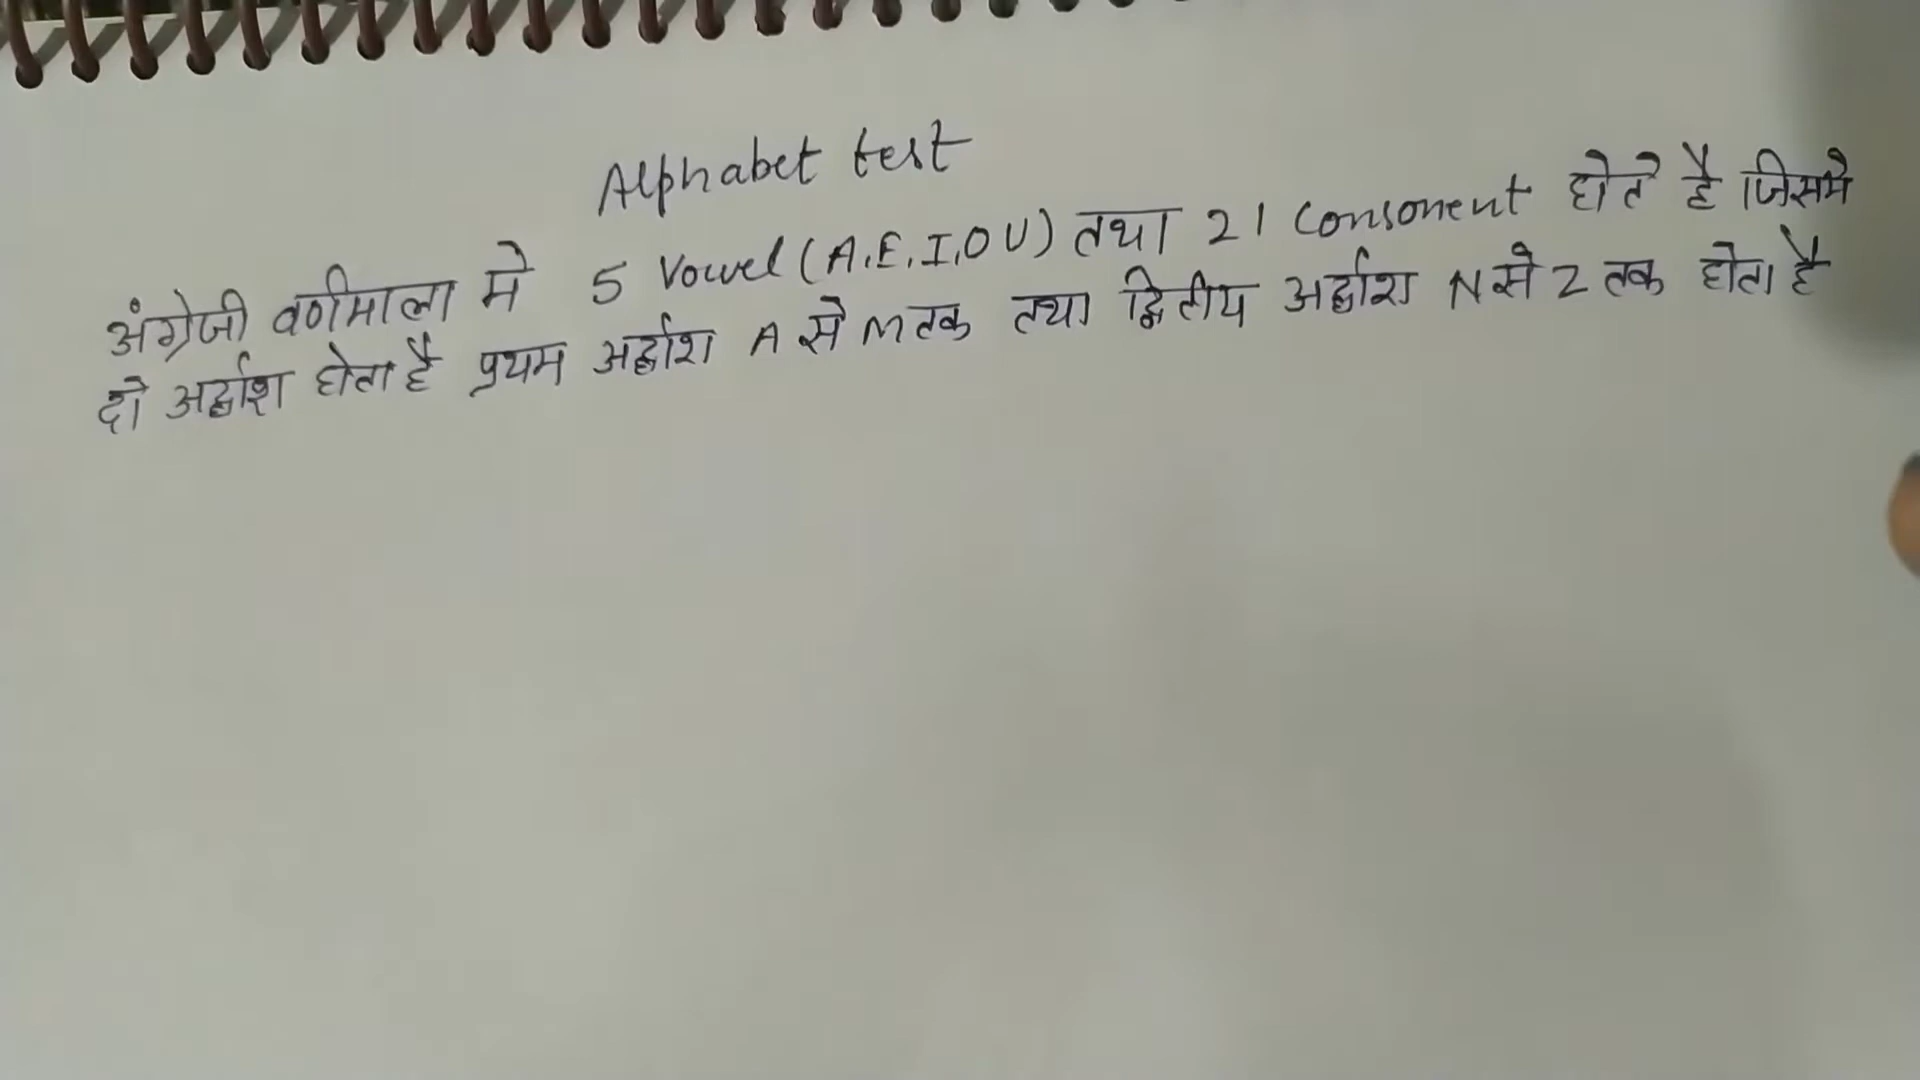 Alphabet test
अंग्रेजी वर्णमाला मे 5 Vowel (A.E.I.O U) तथा 21 Consonent होते है जिसमे
दो अर्द्धाश होता है प्रथम अर्द्धाश A से M तक तथा द्वितीय अर्द्धाश N से Z तक होता है